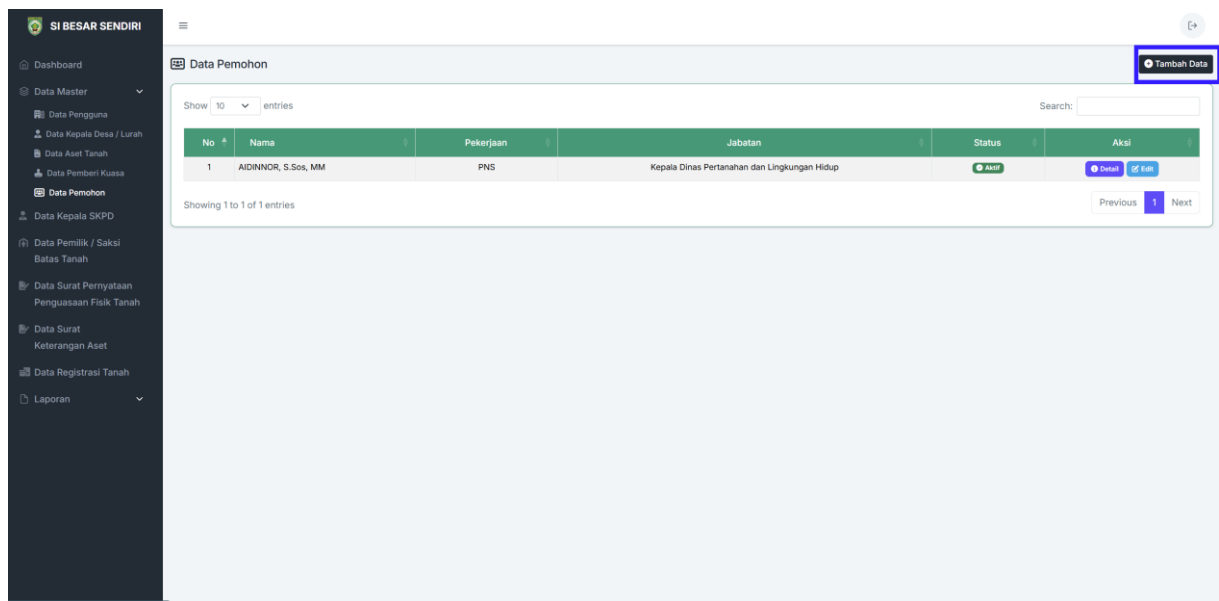 SI BESAR SENDIRI
Dashboard
Data Master
Data Pengguna
Data Kepala Desa / Lurah
Data Aset Tanah
Data Pemberi Kuasa
Data Pemohon
Data Kepala SKPD
Data Pemilik / Saksi
Batas Tanah
Data Surat Pernyataan
Penguasaan Fisik Tanah
Data Surat
Keterangan Aset
Data Registrasi Tanah
Laporan
Data Pemohon
Tambah Data
Show 10 entries
Search:
No Nama Pekerjaan Jabatan Status Aksi
1 AIDINNOR, S.Sos, MM PNS Kepala Dinas Pertanahan dan Lingkungan Hidup Aktif Detail Edit
Showing 1 to 1 of 1 entries
Previous 1 Next